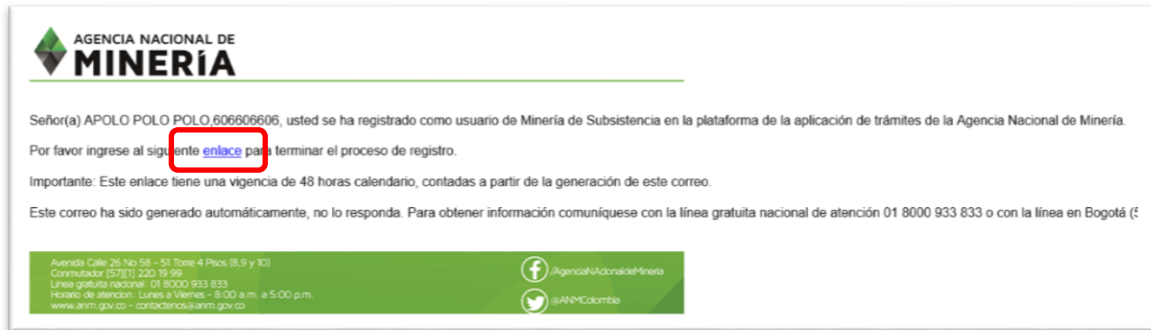 AGENCIA NACIONAL DE
MINERÍA
Señor(a) APOLO POLO POLO,606606606, usted se ha registrado como usuario de Minería de Subsistencia en la plataforma de la aplicación de trámites de la Agencia Nacional de Minería.
Por favor ingrese al siguiente enlace para terminar el proceso de registro.
Importante: Este enlace tiene una vigencia de 48 horas calendario, contadas a partir de la generación de este correo.
Este correo ha sido generado automáticamente, no lo responda. Para obtener información comuníquese con la línea gratuita nacional de atención 01 8000 933 833 o con la línea en Bogotá (5
Avenida Calle 26 No 58 - 51 Torre 4 Pisos (8,9 y 10)
Conmutador [57][1] 220 19 99
Linea gratuita nacional: 01 8000 933 833
Horario de atencion: Lunes a Viernes - 8:00 a.m. a 5:00 p.m.
www.anm.gov.co - contactenos@anm.gov.co
/AgenciaNAcionaldeMineria
@ANMColombia